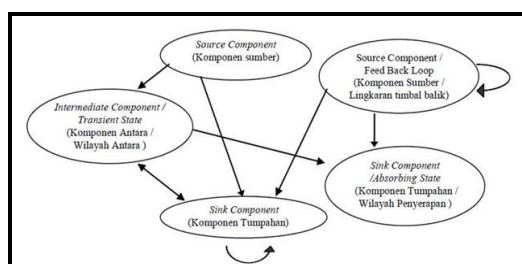 Source Component
(Komponen sumber)
Source Component /
Feed Back Loop
(Komponen Sumber /
Lingkaran timbal balik)
Intermediate Component /
Transient State
(Komponen Antara /
Wilayah Antara )
Sink Component
/Absorbing State
(Komponen Tumpahan /
Wilayah Penyerapan )
Sink Component
(Komponen Tumpahan)